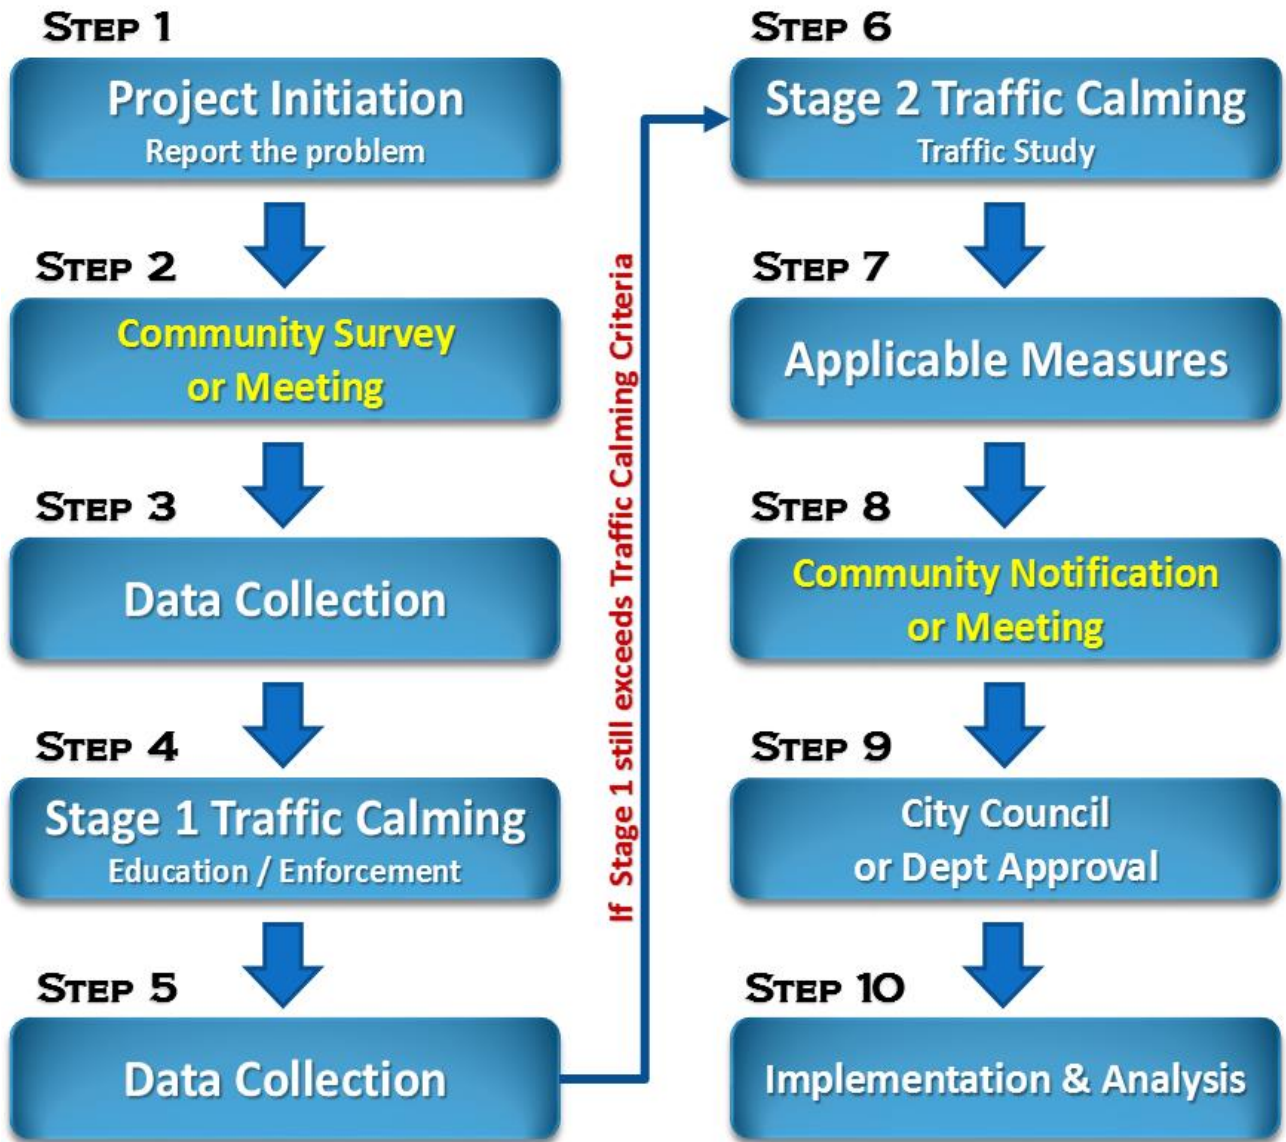 STEP 1
Project Initiation
Report the problem
STEP 2
Community Survey
or Meeting
STEP 3
Data Collection
STEP 4
Stage 1 Traffic Calming
Education / Enforcement
STEP 5
Data Collection
If Stage 1 still exceeds Traffic Calming Criteria
STEP 6
Stage 2 Traffic Calming
Traffic Study
STEP 7
Applicable Measures
STEP 8
Community Notification
or Meeting
STEP 9
City Council
or Dept Approval
STEP 10
Implementation & Analysis